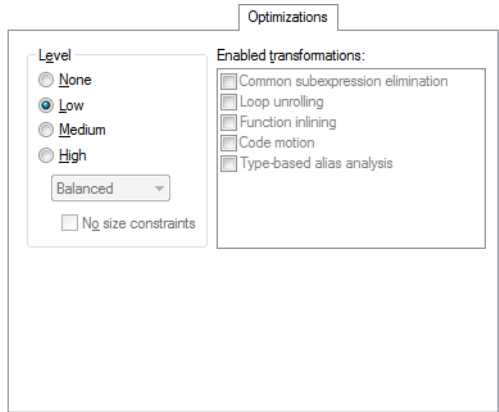 Optimizations
Level
None
Low
Medium
High
Balanced
No size constraints
Enabled transformations:
Common subexpression elimination
Loop unrolling
Function inlining
Code motion
Type-based alias analysis